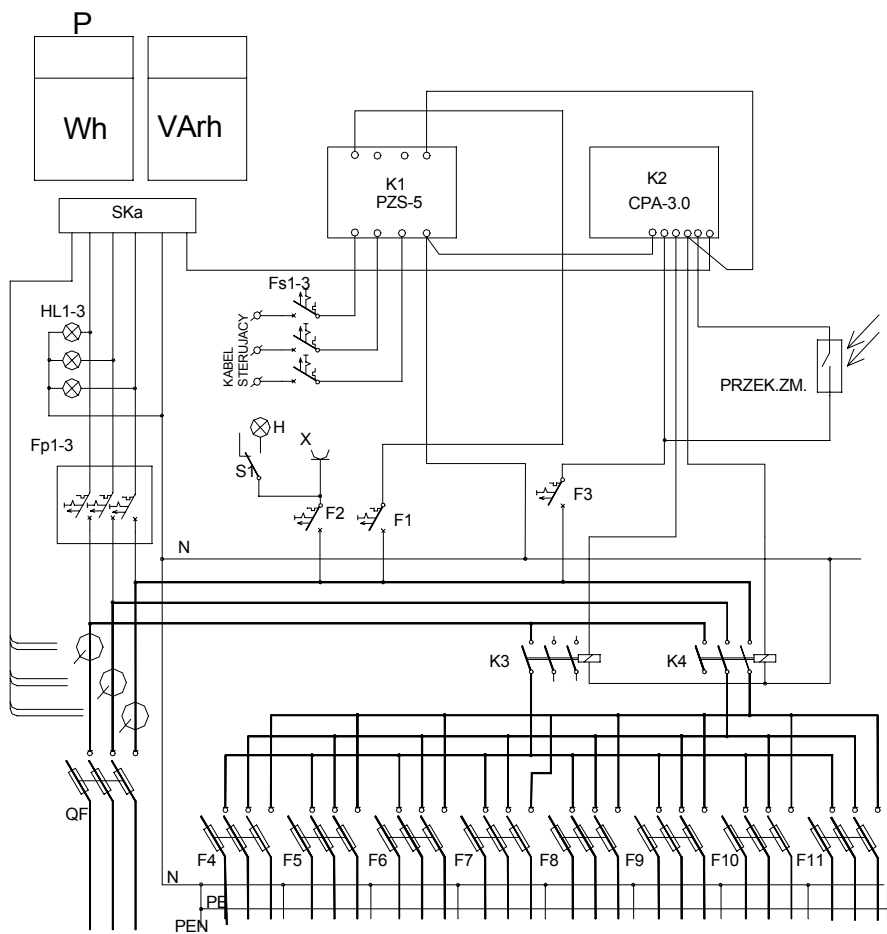 P
Wh
VArh
SKa
K1
PZS-5
K2
CPA-3.0
Fs1-3
HL1-3
KABEL
STERUJACY
PRZEK.ZM.
H
X
Fp1-3
S1
F2
F1
F3
N
K3
K4
QF
F4
F5
F6
F7
F8
F9
F10
F11
N
PE
PEN